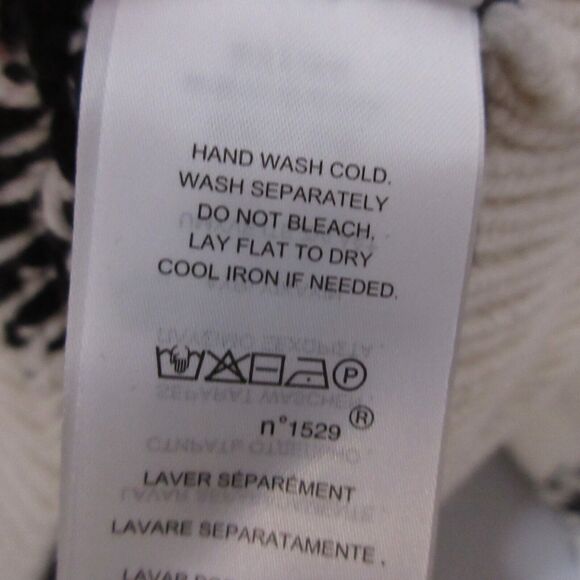 HAND WASH COLD.
WASH SEPARATELY
DO NOT BLEACH,
LAY FLAT TO DRY
COOL IRON IF NEEDED.
P
n°1529 ®
LAVER SÉPARÉMENT
LAVARE SEPARATAMENTE .